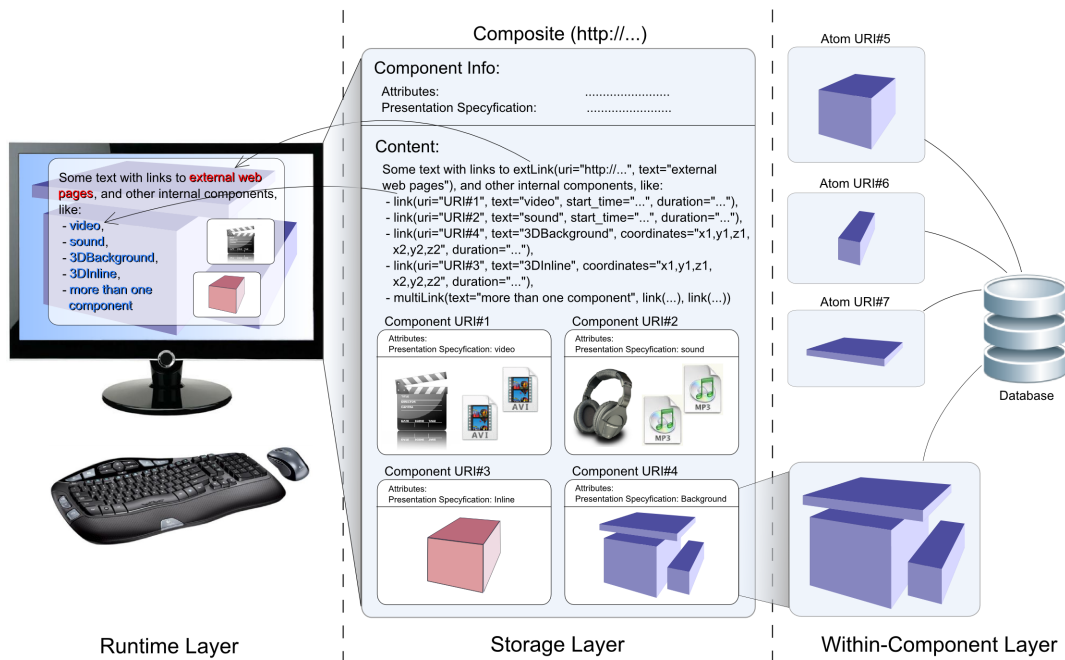 Composite (http://...)
Component Info:
Attributes: ........................
Presentation Specyfication: ........................
Content:
Some text with links to extLink(uri="http://...", text="external
web pages"), and other internal components, like:
- link(uri="URI#1", text="video", start_time="...", duration="..."),
- link(uri="URI#2", text="sound", start_time="...", duration="..."),
- link(uri="URI#4", text="3DBackground", coordinates="x1,y1,z1,
x2,y2,z2", duration="..."),
- link(uri="URI#3", text="3DInline", coordinates="x1,y1,z1,
x2,y2,z2", duration="..."),
- multiLink(text="more than one component", link(...), link(...))
Some text with links to external web
pages, and other internal components,
like:
- video,
- sound,
- 3DBackground,
- 3DInline,
- more than one
component
Component URI#1
Attributes:
Presentation Specyfication: video
AVI
AVI
Component URI#2
Attributes:
Presentation Specyfication: sound
MP3
MP3
Component URI#3
Attributes:
Presentation Specyfication: Inline
Component URI#4
Attributes:
Presentation Specyfication: Background
Atom URI#5
Atom URI#6
Atom URI#7
Database
Runtime Layer
Storage Layer
Within-Component Layer